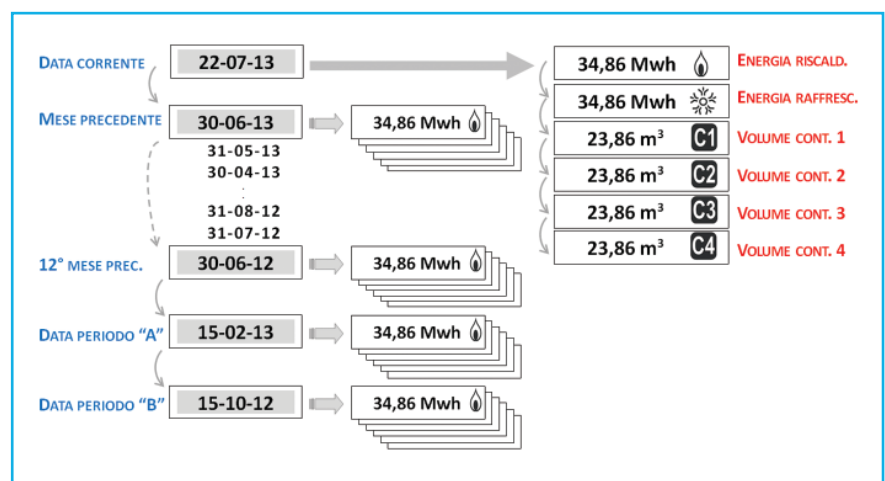 DATA CORRENTE
22-07-13
34,86 Mwh
ENERGIA RISCALD.
34,86 Mwh
ENERGIA RAFFRESC.
MESE PRECEDENTE
30-06-13
34,86 Mwh
23,86 m³ C1
VOLUME CONT. 1
31-05-13
30-04-13
:
31-08-12
31-07-12
23,86 m³ C2
VOLUME CONT. 2
23,86 m³ C3
VOLUME CONT. 3
23,86 m³ C4
VOLUME CONT. 4
12° MESE PREC.
30-06-12
34,86 Mwh
DATA PERIODO “A”
15-02-13
34,86 Mwh
DATA PERIODO “B”
15-10-12
34,86 Mwh